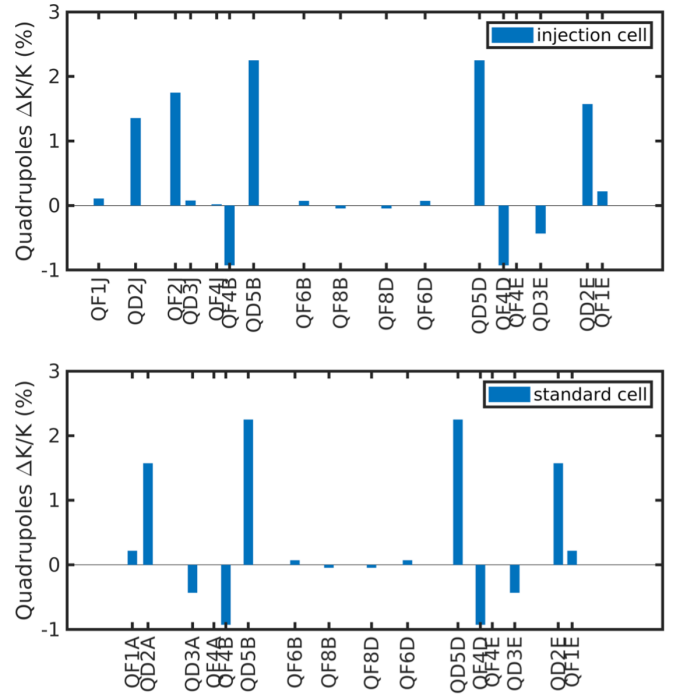 Quadrupoles ΔK/K (%)
3
2
1
0
-1
injection cell
QF1J
QD2J
QF2J
QD3J
QF4J
QF4B
QD5B
QF6B
QF8B
QF8D
QF6D
QD5D
QF4D
QF4E
QD3E
QD2E
QF1E
Quadrupoles ΔK/K (%)
3
2
1
0
-1
standard cell
QF1A
QD2A
QD3A
QF4A
QF4B
QD5B
QF6B
QF8B
QF8D
QF6D
QD5D
QF4D
QF4E
QD3E
QD2E
QF1E